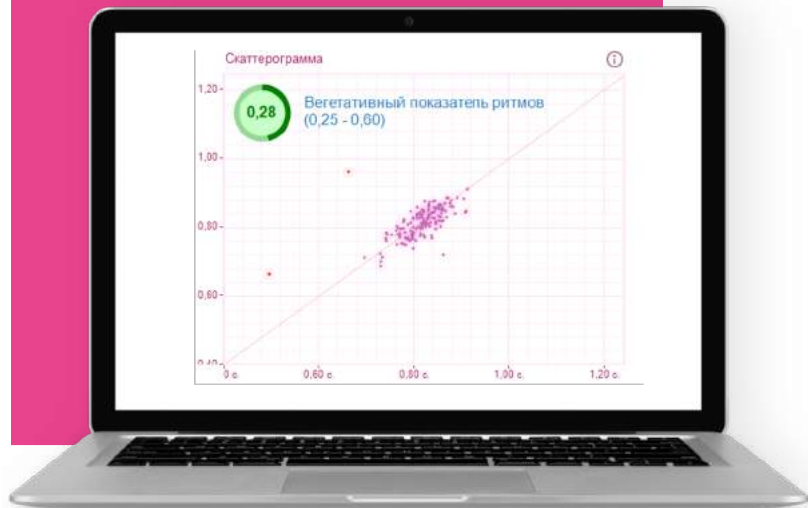 Скаттерограмма
1,20
0,28
Вегетативный показатель ритмов
(0,25 - 0,60)
1,00
0,80
0,60
0 с.
0,60 с.
0,80 с.
1,00 с.
1,20 с.